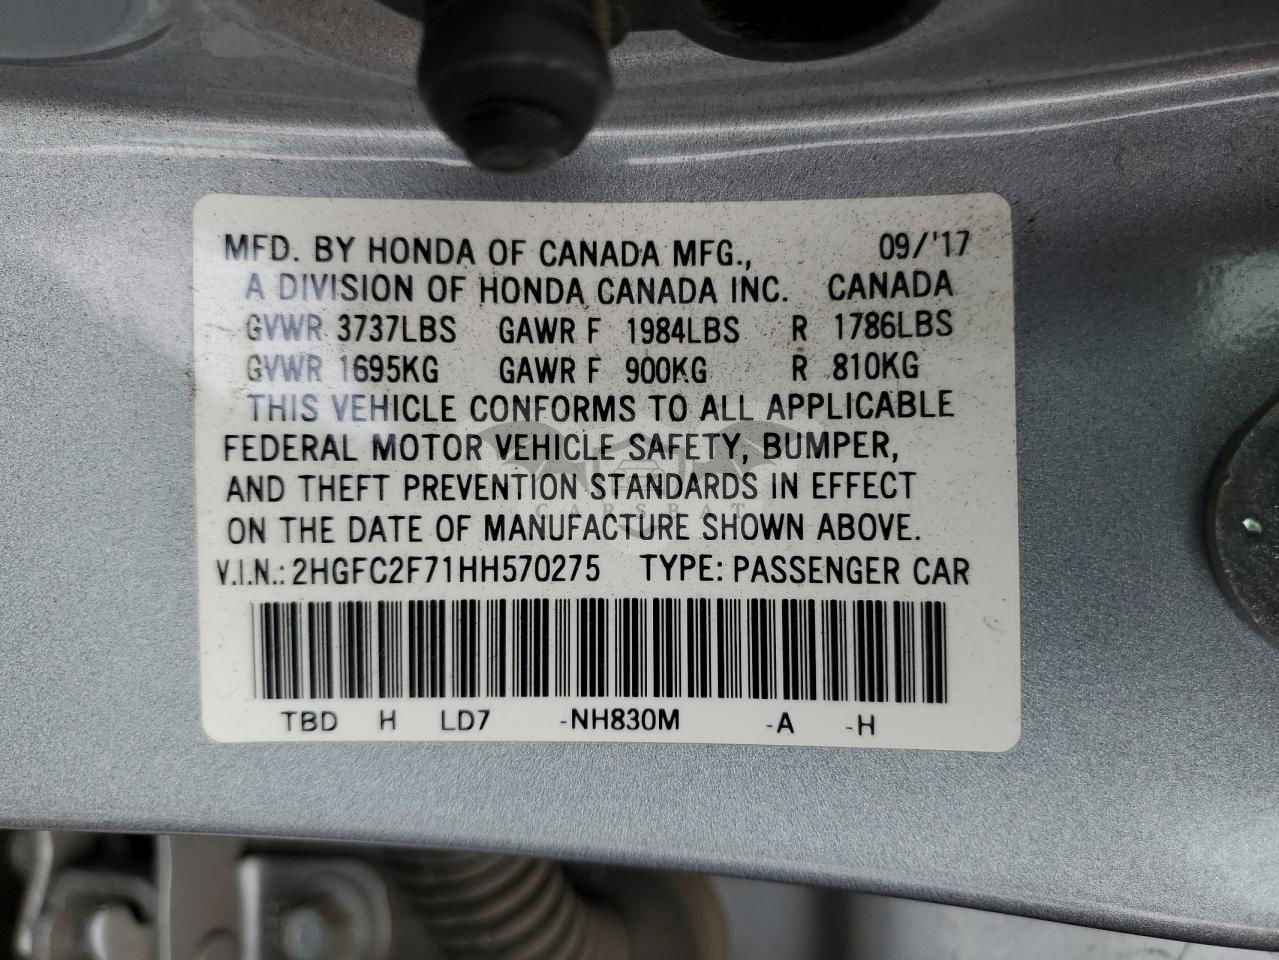 MFD. BY HONDA OF CANADA MFG., 09/'17
A DIVISION OF HONDA CANADA INC. CANADA
GVWR 3737LBS GAWR F 1984LBS R 1786LBS
GVWR 1695KG GAWR F 900KG R 810KG
THIS VEHICLE CONFORMS TO ALL APPLICABLE
FEDERAL MOTOR VEHICLE SAFETY, BUMPER,
AND THEFT PREVENTION STANDARDS IN EFFECT
CARSBAT
ON THE DATE OF MANUFACTURE SHOWN ABOVE.
V.I.N.: 2HGFC2F71HH570275 TYPE: PASSENGER CAR
TBD H LD7 -NH830M -A -H